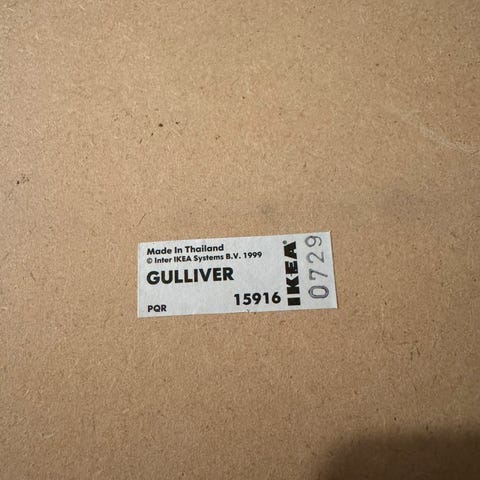 Made In Thailand
© Inter IKEA Systems B.V. 1999
GULLIVER
PQR
15916
IKEA®
0729